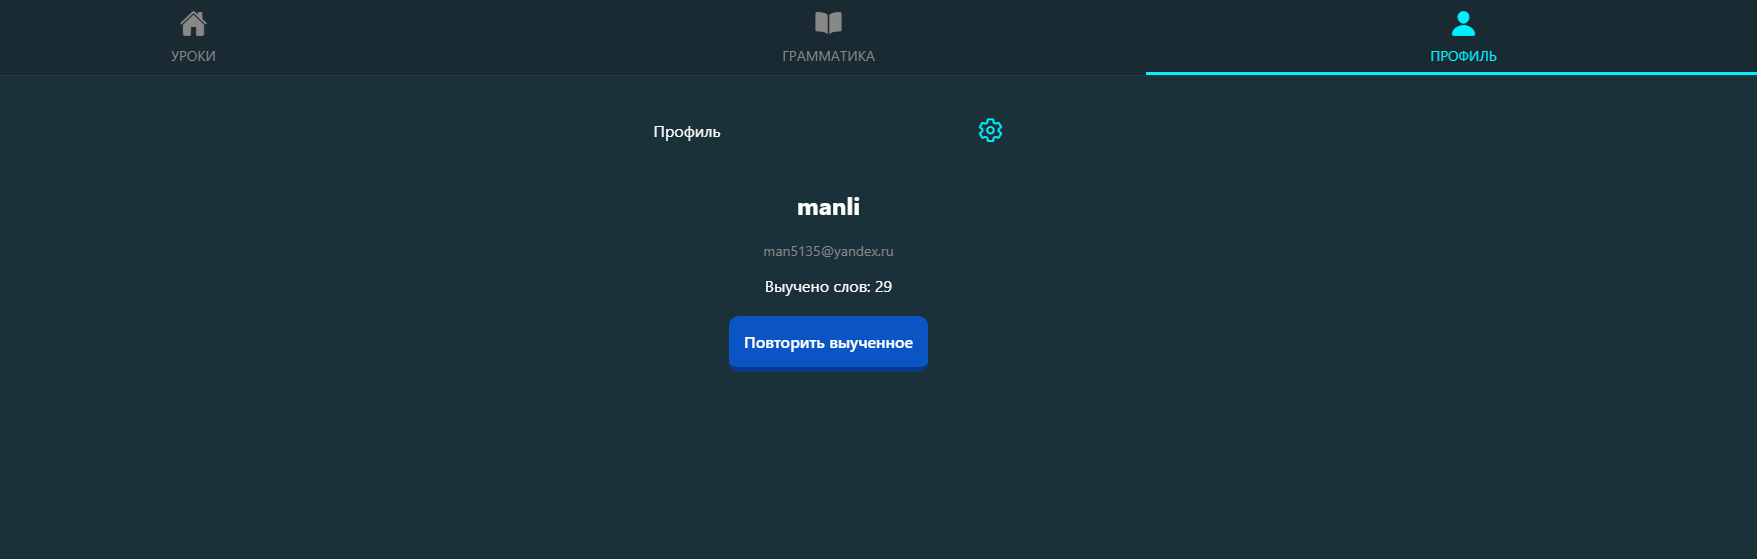 УРОКИ
ГРАММАТИКА
ПРОФИЛЬ
Профиль
manli
man5135@yandex.ru
Выучено слов: 29
Повторить выученное